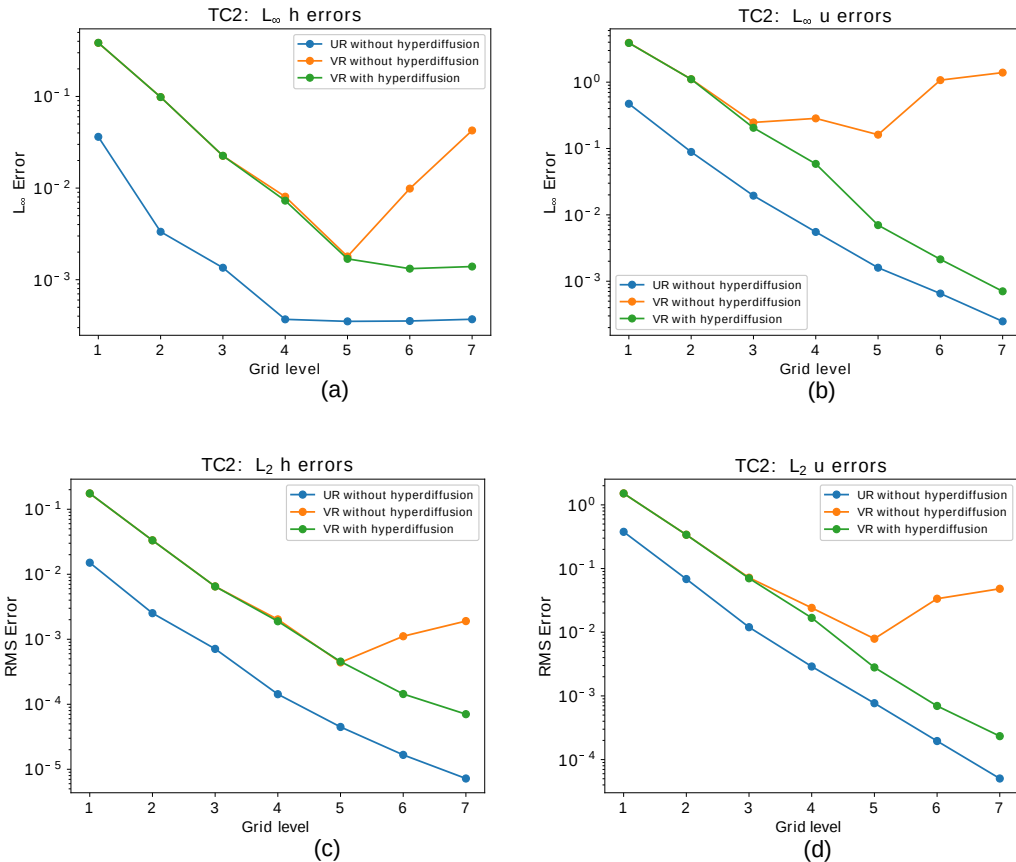 TC2: L∞ h errors
UR without hyperdiffusion
VR without hyperdiffusion
VR with hyperdiffusion
10⁻¹
10⁻²
10⁻³
L∞ Error
1 2 3 4 5 6 7
Grid level
(a)
TC2: L∞ u errors
10⁰
10⁻¹
10⁻²
10⁻³
L∞ Error
UR without hyperdiffusion
VR without hyperdiffusion
VR with hyperdiffusion
1 2 3 4 5 6 7
Grid level
(b)
TC2: L₂ h errors
UR without hyperdiffusion
VR without hyperdiffusion
VR with hyperdiffusion
10⁻¹
10⁻²
10⁻³
10⁻⁴
10⁻⁵
RMS Error
1 2 3 4 5 6 7
Grid level
(c)
TC2: L₂ u errors
UR without hyperdiffusion
VR without hyperdiffusion
VR with hyperdiffusion
10⁰
10⁻¹
10⁻²
10⁻³
10⁻⁴
RMS Error
1 2 3 4 5 6 7
Grid level
(d)